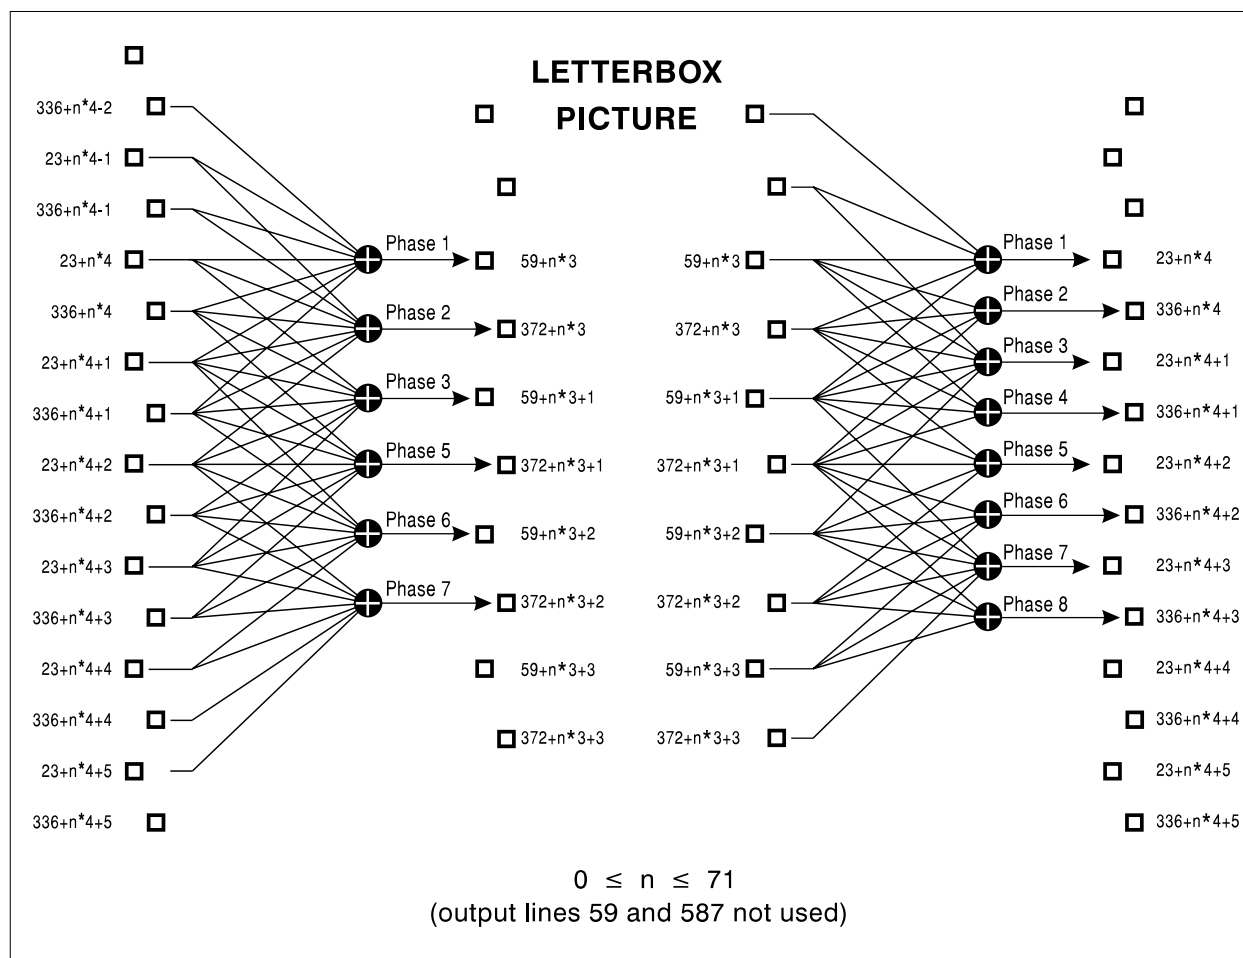 LETTERBOX
PICTURE
336+n*4-2
23+n*4-1
336+n*4-1
23+n*4
336+n*4
23+n*4+1
336+n*4+1
23+n*4+2
336+n*4+2
23+n*4+3
336+n*4+3
23+n*4+4
336+n*4+4
23+n*4+5
336+n*4+5
Phase 1
Phase 2
Phase 3
Phase 5
Phase 6
Phase 7
59+n*3
372+n*3
59+n*3+1
372+n*3+1
59+n*3+2
372+n*3+2
59+n*3+3
372+n*3+3
59+n*3
372+n*3
59+n*3+1
372+n*3+1
59+n*3+2
372+n*3+2
59+n*3+3
372+n*3+3
Phase 1
Phase 2
Phase 3
Phase 4
Phase 5
Phase 6
Phase 7
Phase 8
23+n*4
336+n*4
23+n*4+1
336+n*4+1
23+n*4+2
336+n*4+2
23+n*4+3
336+n*4+3
23+n*4+4
336+n*4+4
23+n*4+5
336+n*4+5
0 ≤ n ≤ 71
(output lines 59 and 587 not used)